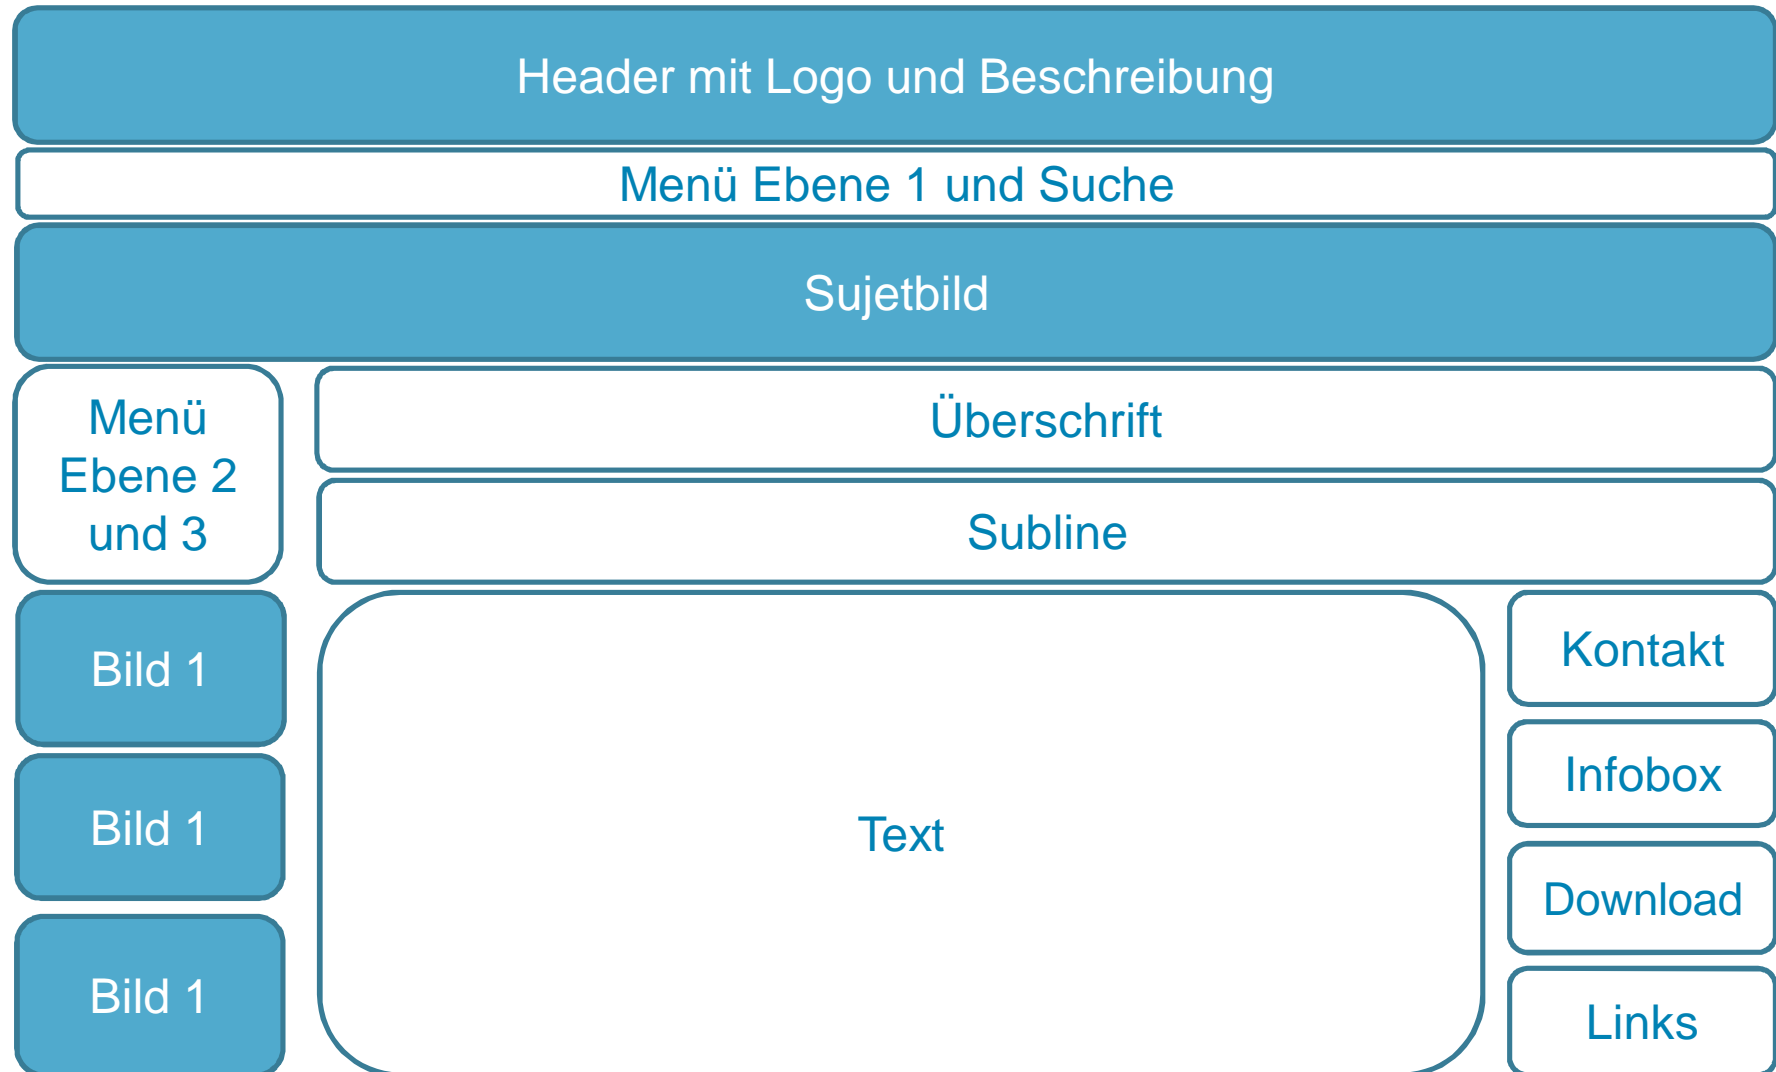 Header mit Logo und Beschreibung
Menü Ebene 1 und Suche
Sujetbild
Menü
Ebene 2
und 3
Überschrift
Subline
Bild 1
Bild 1
Bild 1
Text
Kontakt
Infobox
Download
Links